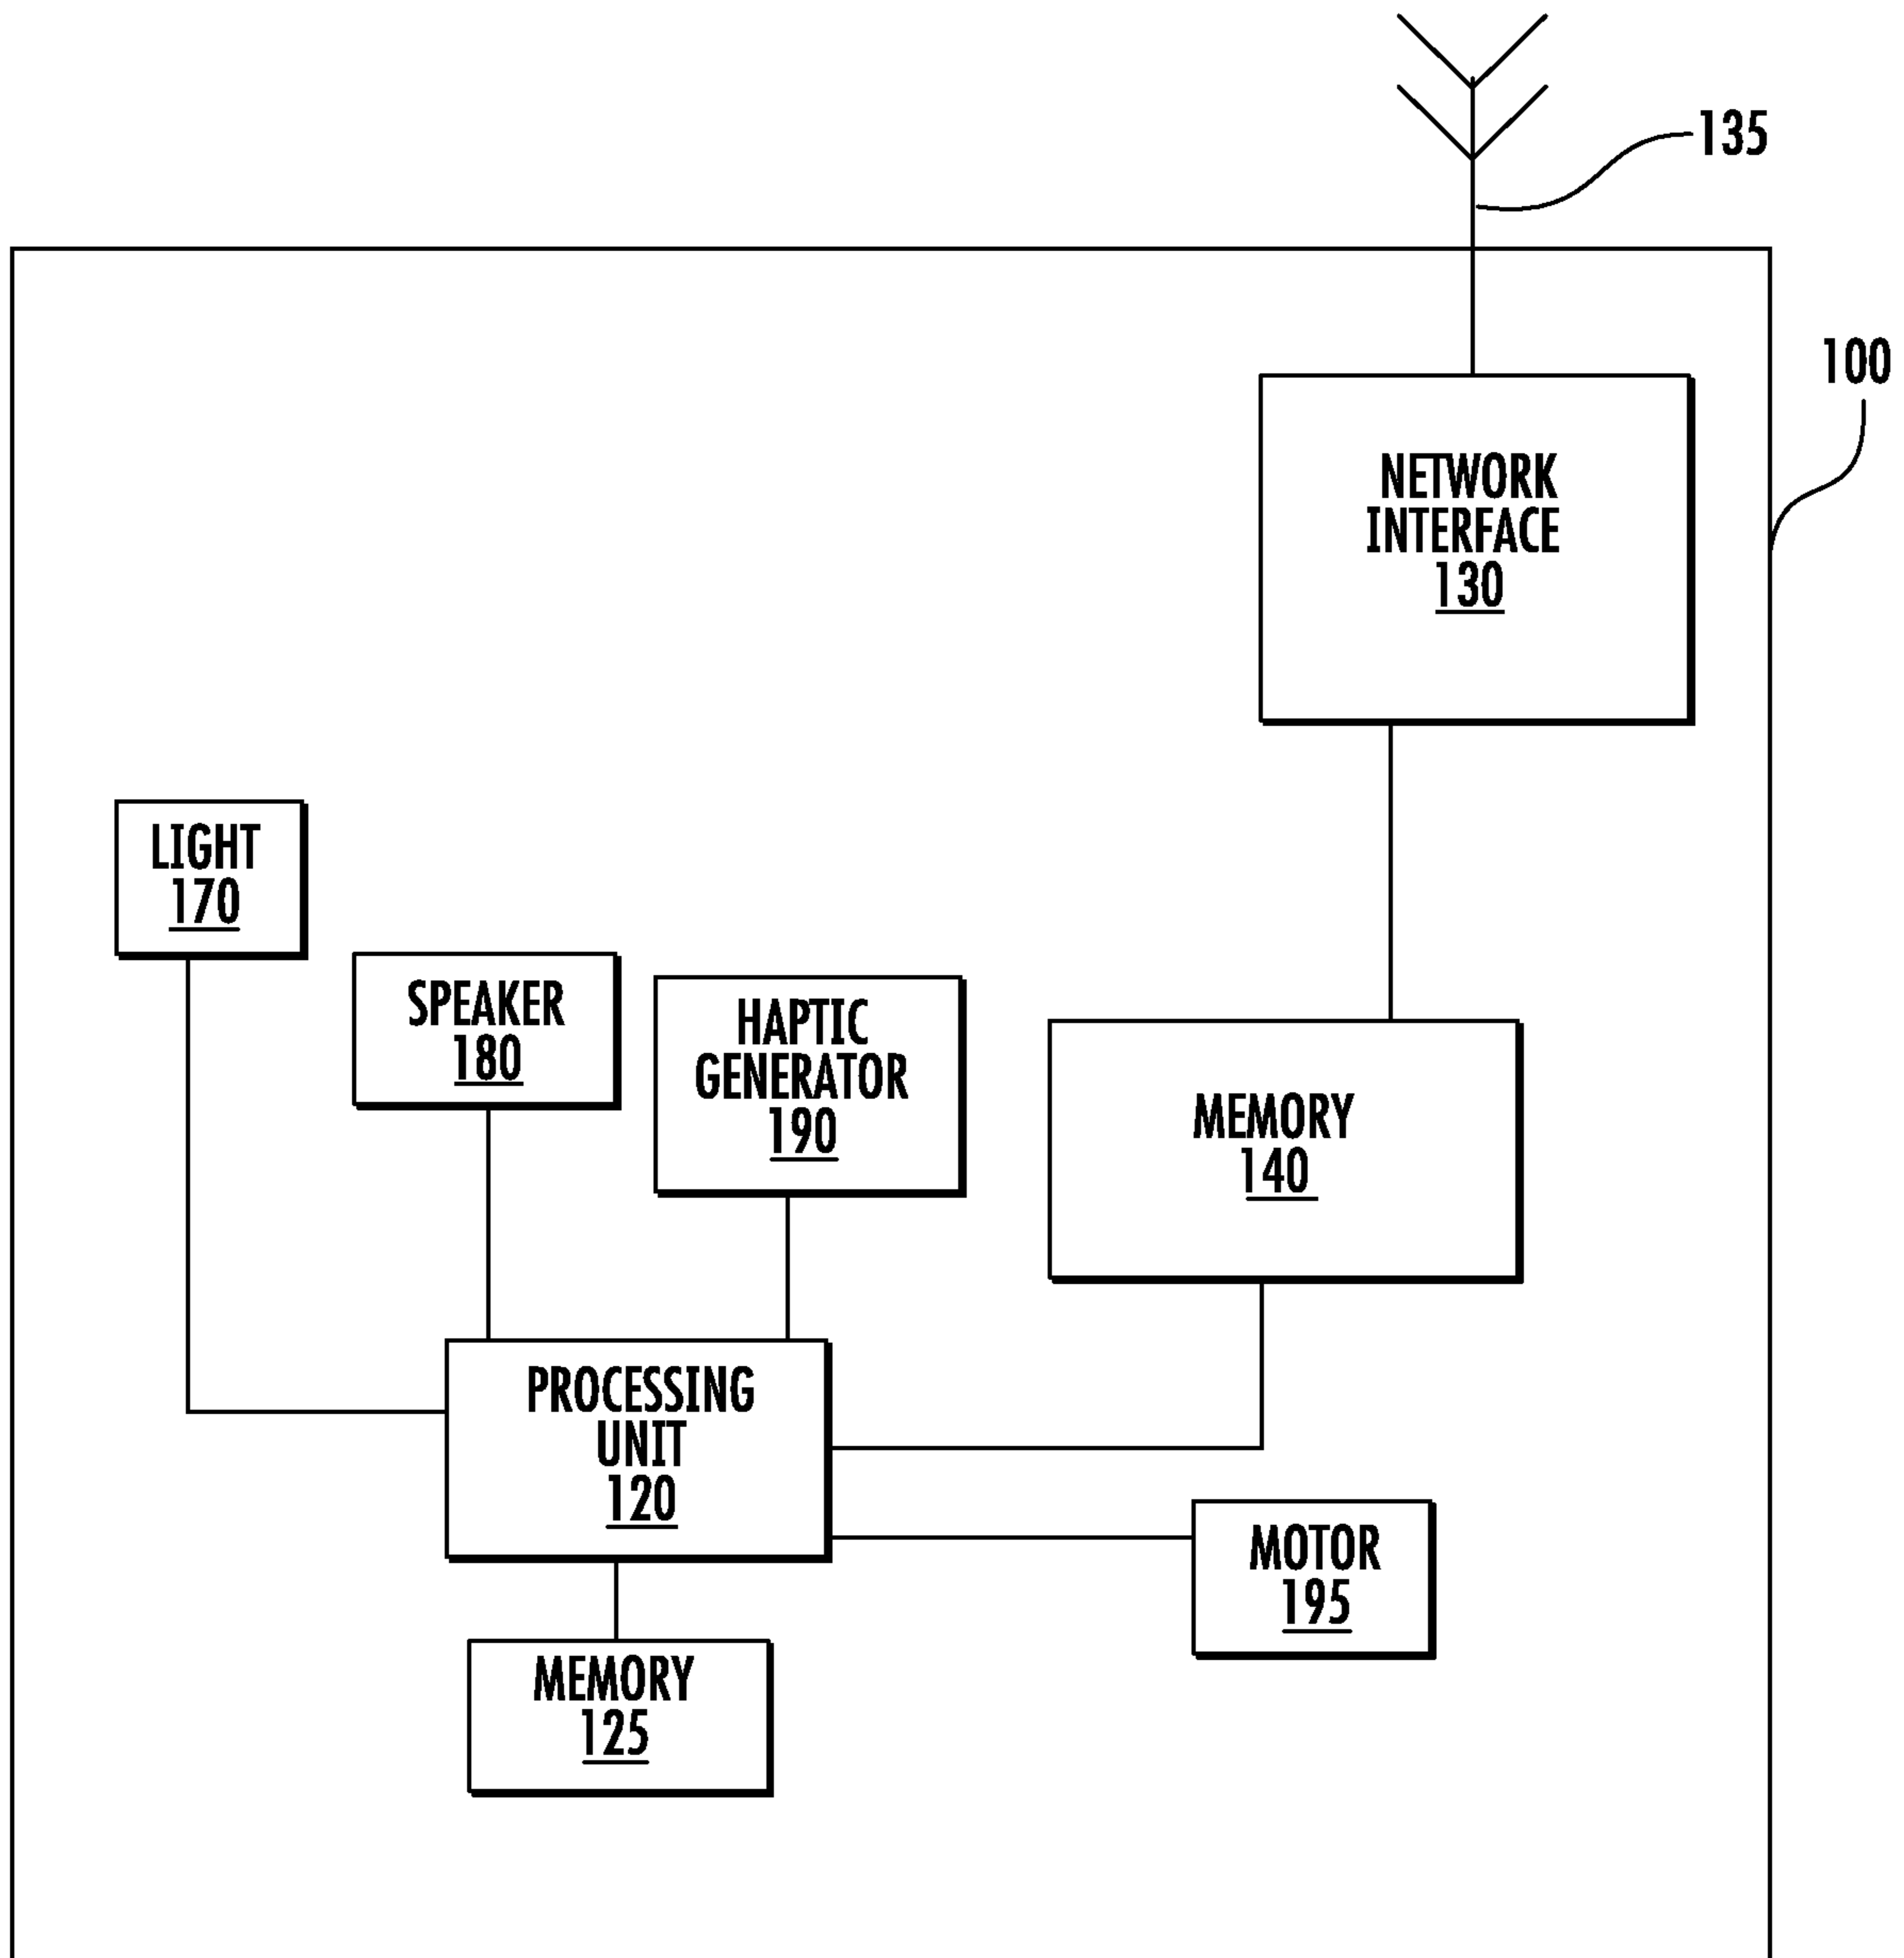 135
100
NETWORK
INTERFACE
130
LIGHT
170
SPEAKER
180
HAPTIC
GENERATOR
190
MEMORY
140
PROCESSING
UNIT
120
MOTOR
195
MEMORY
125